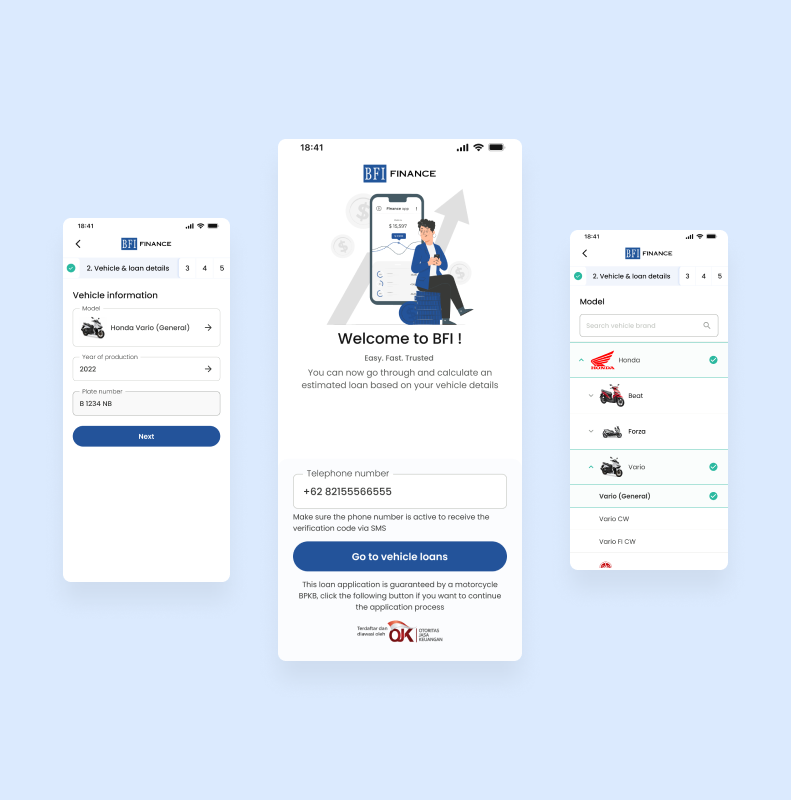 18:41
BFI FINANCE
2. Vehicle & loan details 3 4 5
Vehicle information
Model
Honda Vario (General)
Year of production
2022
Plate number
B 1234 NB
Next
18:41
BFI FINANCE
Finance app
$ 15,597
Welcome to BFI !
Easy. Fast. Trusted
You can now go through and calculate an
estimated loan based on your vehicle details
Telephone number
+62 82155566555
Make sure the phone number is active to receive the
verification code via SMS
Go to vehicle loans
This loan application is guaranteed by a motorcycle
BPKB, click the following button if you want to continue
the application process
Terdaftar dan
diawasi oleh
OJK
OTORITAS
JASA
KEUANGAN
18:41
BFI FINANCE
2. Vehicle & loan details 3 4 5
Model
Search vehicle brand
HONDA
Honda
Beat
Forza
Vario
Vario (General)
Vario CW
Vario Fi CW